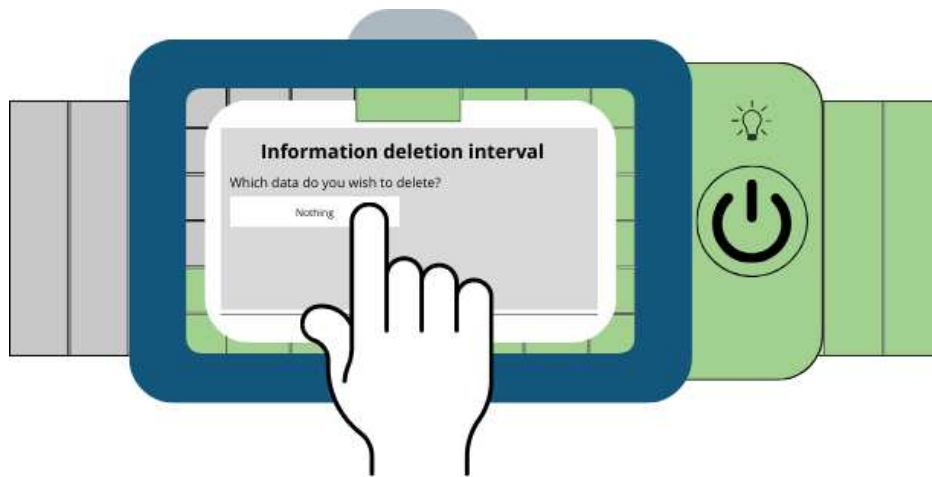 Information deletion interval
Which data do you wish to delete?
Nothing